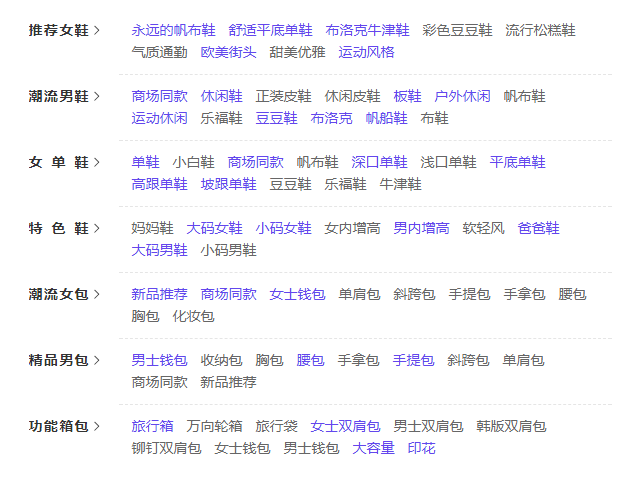 推荐女鞋 > 永远的帆布鞋 舒适平底单鞋 布洛克牛津鞋 彩色豆豆鞋 流行松糕鞋
气质通勤 欧美街头 甜美优雅 运动风格
潮流男鞋 > 商场同款 休闲鞋 正装皮鞋 休闲皮鞋 板鞋 户外休闲 帆布鞋
运动休闲 乐福鞋 豆豆鞋 布洛克 帆船鞋 布鞋
女 单 鞋 > 单鞋 小白鞋 商场同款 帆布鞋 深口单鞋 浅口单鞋 平底单鞋
高跟单鞋 坡跟单鞋 豆豆鞋 乐福鞋 牛津鞋
特 色 鞋 > 妈妈鞋 大码女鞋 小码女鞋 女内增高 男内增高 软轻风 爸爸鞋
大码男鞋 小码男鞋
潮流女包 > 新品推荐 商场同款 女士钱包 单肩包 斜跨包 手提包 手拿包 腰包
胸包 化妆包
精品男包 > 男士钱包 收纳包 胸包 腰包 手拿包 手提包 斜跨包 单肩包
商场同款 新品推荐
功能箱包 > 旅行箱 万向轮箱 旅行袋 女士双肩包 男士双肩包 韩版双肩包
铆钉双肩包 女士钱包 男士钱包 大容量 印花